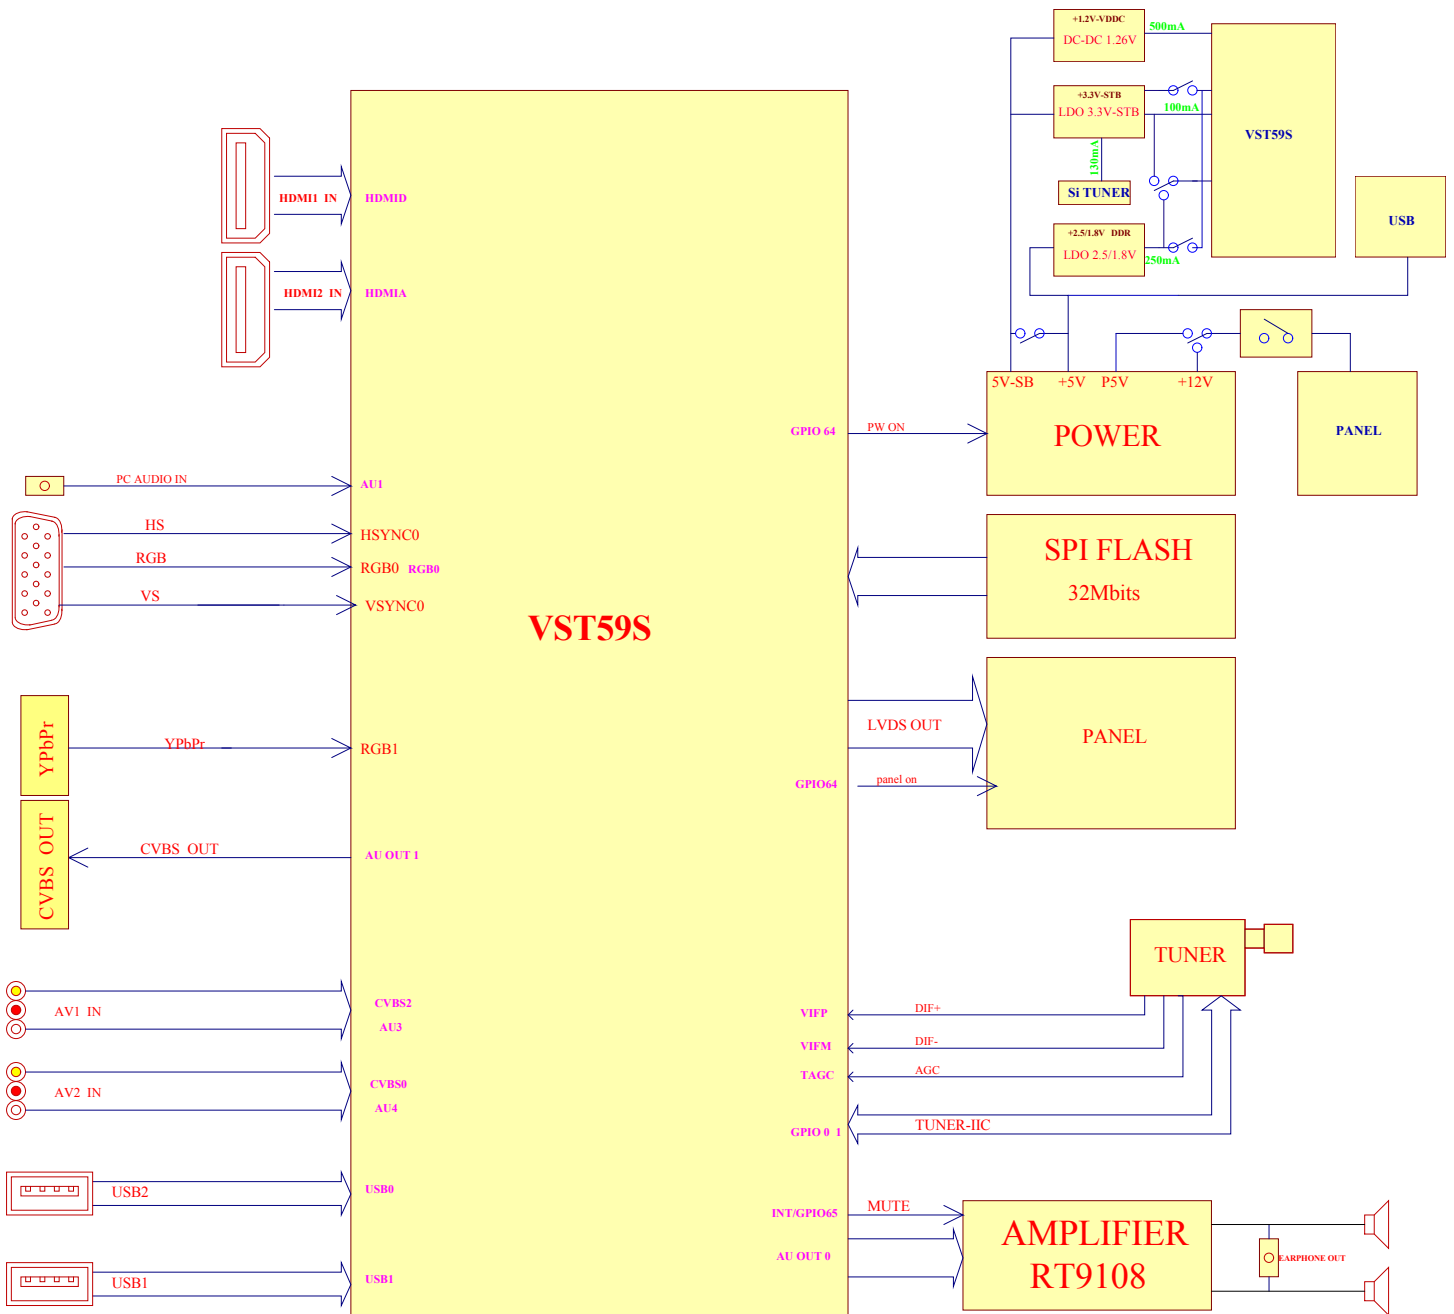 +1.2V-VDDC
DC-DC 1.26V
500mA
+3.3V-STB
LDO 3.3V-STB
100mA
130mA
Si TUNER
+2.5/1.8V DDR
LDO 2.5/1.8V
250mA
VST59S
USB
5V-SB +5V P5V +12V
POWER
PANEL
HDMI1 IN HDMID
HDMI2 IN HDMIA
GPIO 64 PW ON
PC AUDIO IN AU1
HS HSYNC0
RGB RGB0 RGB0
VS VSYNC0
VST59S
SPI FLASH
32Mbits
YPbPr YPbPr RGB1
LVDS OUT
PANEL
GPIO64 panel on
CVBS OUT CVBS OUT AU OUT 1
TUNER
AV1 IN CVBS2
AU3
VIFP DIF+
VIFM DIF-
TAGC AGC
AV2 IN CVBS0
AU4
GPIO 0 1 TUNER-IIC
USB2 USB0
INT/GPIO65 MUTE
AU OUT 0
AMPLIFIER
RT9108
EARPHONE OUT
USB1 USB1